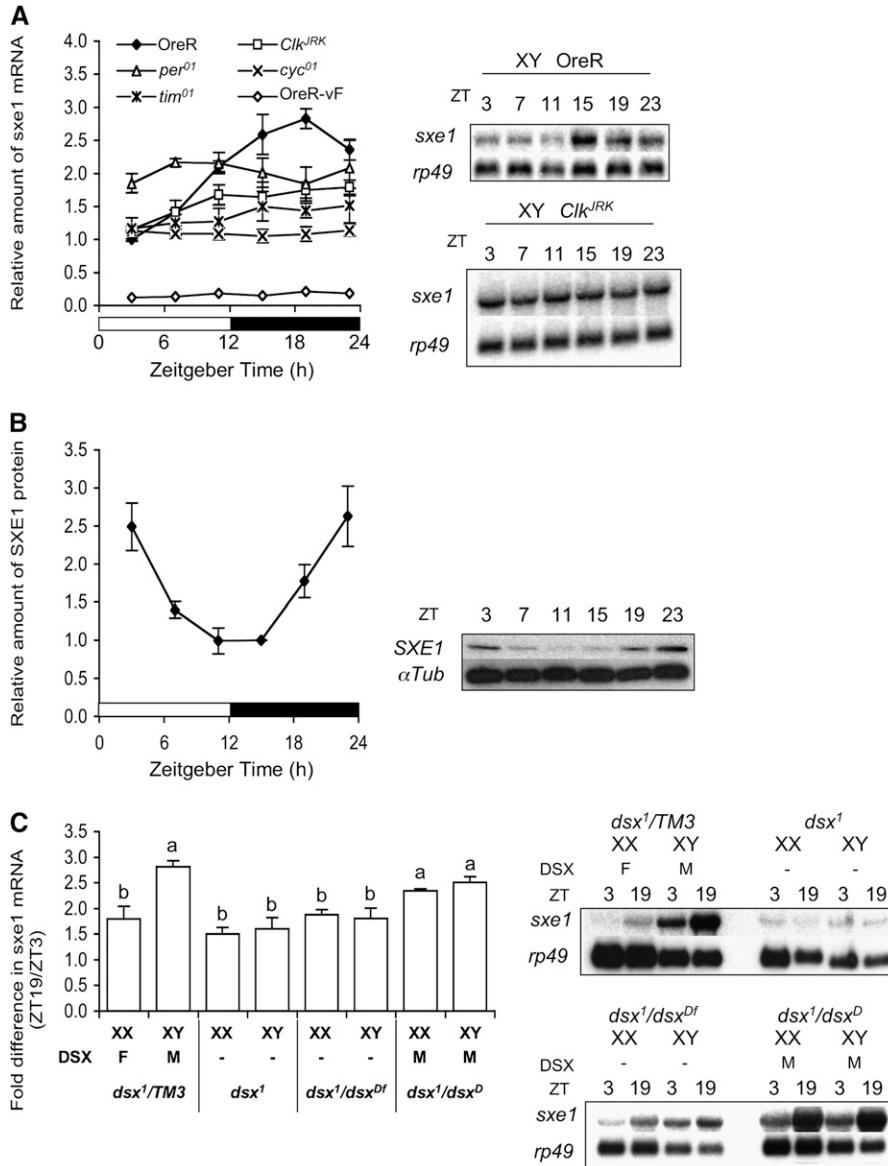 A
Relative amount of sxe1 mRNA
4.0
3.5
3.0
2.5
2.0
1.5
1.0
0.5
0.0
OreR
Clk^JRK
per^01
cyc^01
tim^01
OreR-vF
0 6 12 18 24
Zeitgeber Time (h)
XY OreR
ZT 3 7 11 15 19 23
sxe1
rp49
XY Clk^JRK
ZT 3 7 11 15 19 23
sxe1
rp49
B
Relative amount of SXE1 protein
3.5
3.0
2.5
2.0
1.5
1.0
0.5
0.0
0 6 12 18 24
Zeitgeber Time (h)
ZT 3 7 11 15 19 23
SXE1
αTub
C
Fold difference in sxe1 mRNA
(ZT19/ZT3)
3.5
3.0
2.5
2.0
1.5
1.0
0.5
0.0
b a b b b b a a
XX XY XX XY XX XY XX XY
DSX F M - - - - M M
dsx^1/TM3 dsx^1 dsx^1/dsx^Df dsx^1/dsx^D
dsx^1/TM3 dsx^1
XX XY XX XY
DSX F M - -
ZT 3 19 3 19 3 19 3 19
sxe1
rp49
dsx^1/dsx^Df dsx^1/dsx^D
XX XY XX XY
DSX - - M M
ZT 3 19 3 19 3 19 3 19
sxe1
rp49